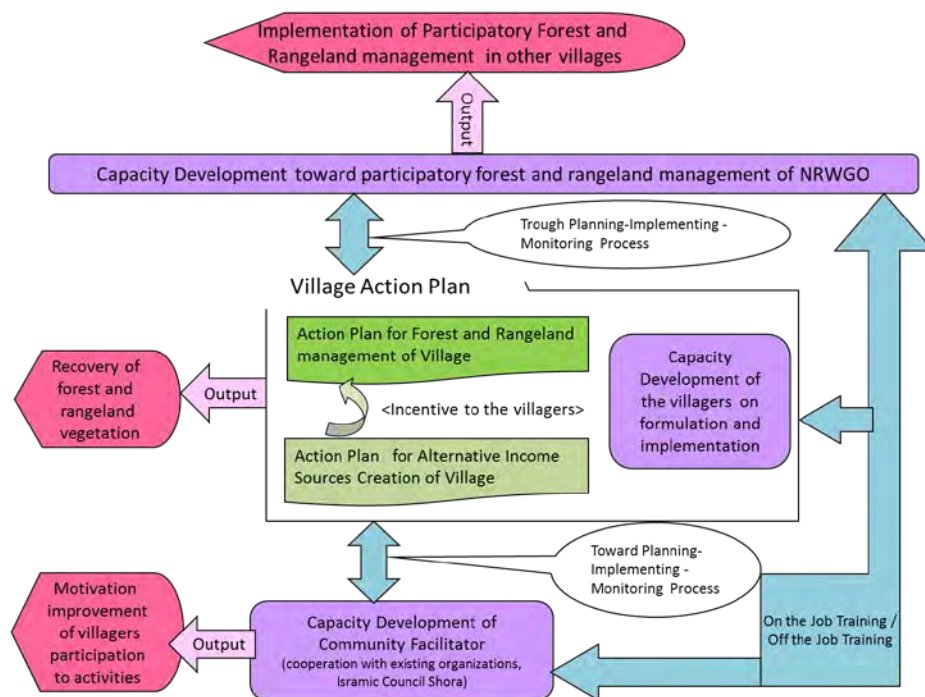 Implementation of Participatory Forest and
Rangeland management in other villages
Output
Capacity Development toward participatory forest and rangeland management of NRWGO
Trough Planning-Implementing -
Monitoring Process
Village Action Plan
Action Plan for Forest and Rangeland
management of Village
<Incentive to the villagers>
Action Plan for Alternative Income
Sources Creation of Village
Capacity
Development of
the villagers on
formulation and
implementation
Output
Recovery of
forest and
rangeland
vegetation
Toward Planning-
Implementing -
Monitoring Process
Motivation
improvement
of villagers
participation
to activities
Output
Capacity Development of
Community Facilitator
(cooperation with existing organizations,
Isramic Council Shora)
On the Job Training /
Off the Job Training